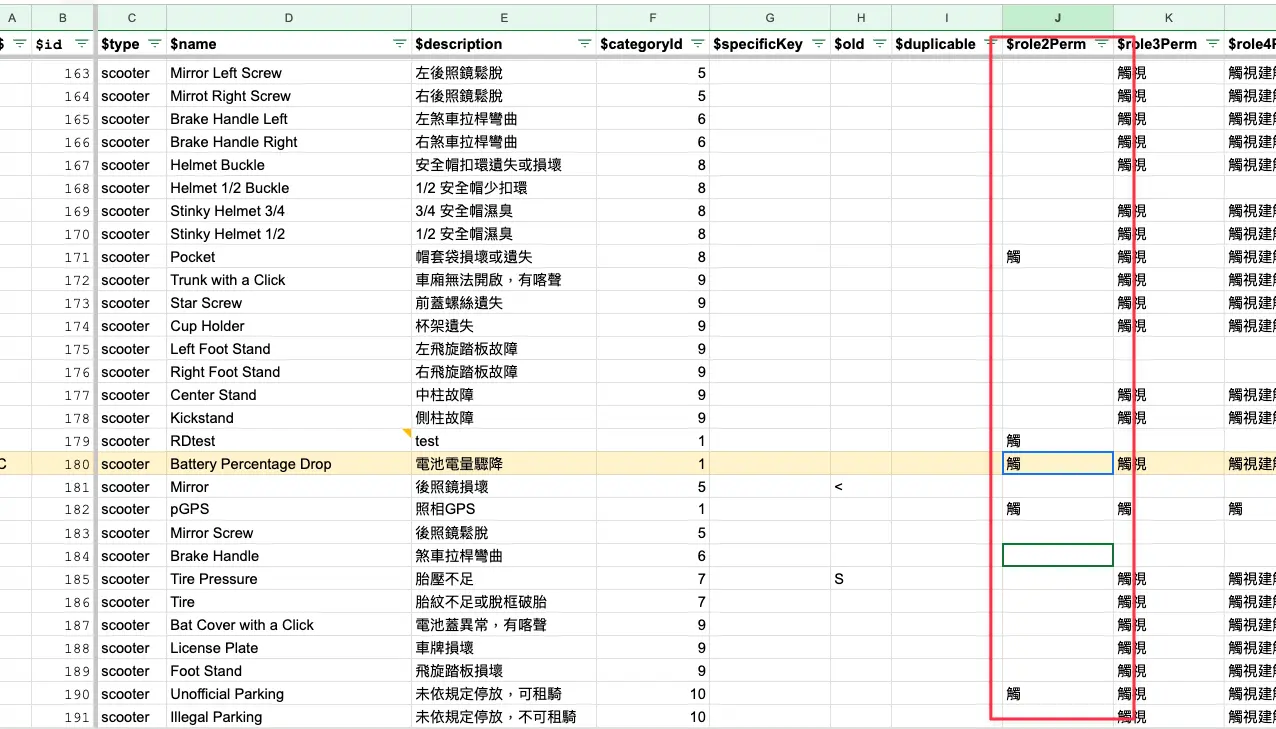 A B C D E F G H I J K
$ $id $type $name $description $categoryId $specificKey $old $duplicable $role2Perm $role3Perm $role4P
163 scooter Mirror Left Screw 左後照鏡鬆脫 5 觸視 觸視建
164 scooter Mirrot Right Screw 右後照鏡鬆脫 5 觸視 觸視建
165 scooter Brake Handle Left 左煞車拉桿彎曲 6 觸視 觸視建
166 scooter Brake Handle Right 右煞車拉桿彎曲 6 觸視 觸視建
167 scooter Helmet Buckle 安全帽扣環遺失或損壞 8 觸視 觸視建
168 scooter Helmet 1/2 Buckle 1/2 安全帽少扣環 8
169 scooter Stinky Helmet 3/4 3/4 安全帽濕臭 8 觸視 觸視建
170 scooter Stinky Helmet 1/2 1/2 安全帽濕臭 8 觸視 觸視建
171 scooter Pocket 帽套袋損壞或遺失 8 觸 觸視 觸視建
172 scooter Trunk with a Click 車廂無法開啟，有喀聲 9 觸視 觸視建
173 scooter Star Screw 前蓋螺絲遺失 9 觸視 觸視建
174 scooter Cup Holder 杯架遺失 9 觸視 觸視建
175 scooter Left Foot Stand 左飛旋踏板故障 9
176 scooter Right Foot Stand 右飛旋踏板故障 9
177 scooter Center Stand 中柱故障 9 觸視 觸視建
178 scooter Kickstand 側柱故障 9 觸視 觸視建
179 scooter RDtest test 1 觸
C 180 scooter Battery Percentage Drop 電池電量驟降 1 觸 觸視 觸視建
181 scooter Mirror 後照鏡損壞 5 <
182 scooter pGPS 照相GPS 1 觸 觸 觸
183 scooter Mirror Screw 後照鏡鬆脫 5
184 scooter Brake Handle 煞車拉桿彎曲 6
185 scooter Tire Pressure 胎壓不足 7 S 觸視 觸視建
186 scooter Tire 胎紋不足或脫框破胎 7 觸視 觸視建
187 scooter Bat Cover with a Click 電池蓋異常，有喀聲 9 觸視 觸視建
188 scooter License Plate 車牌損壞 9 觸視 觸視建
189 scooter Foot Stand 飛旋踏板損壞 9 觸視 觸視建
190 scooter Unofficial Parking 未依規定停放，可租騎 10 觸 觸視 觸視建
191 scooter Illegal Parking 未依規定停放，不可租騎 10 觸視 觸視建